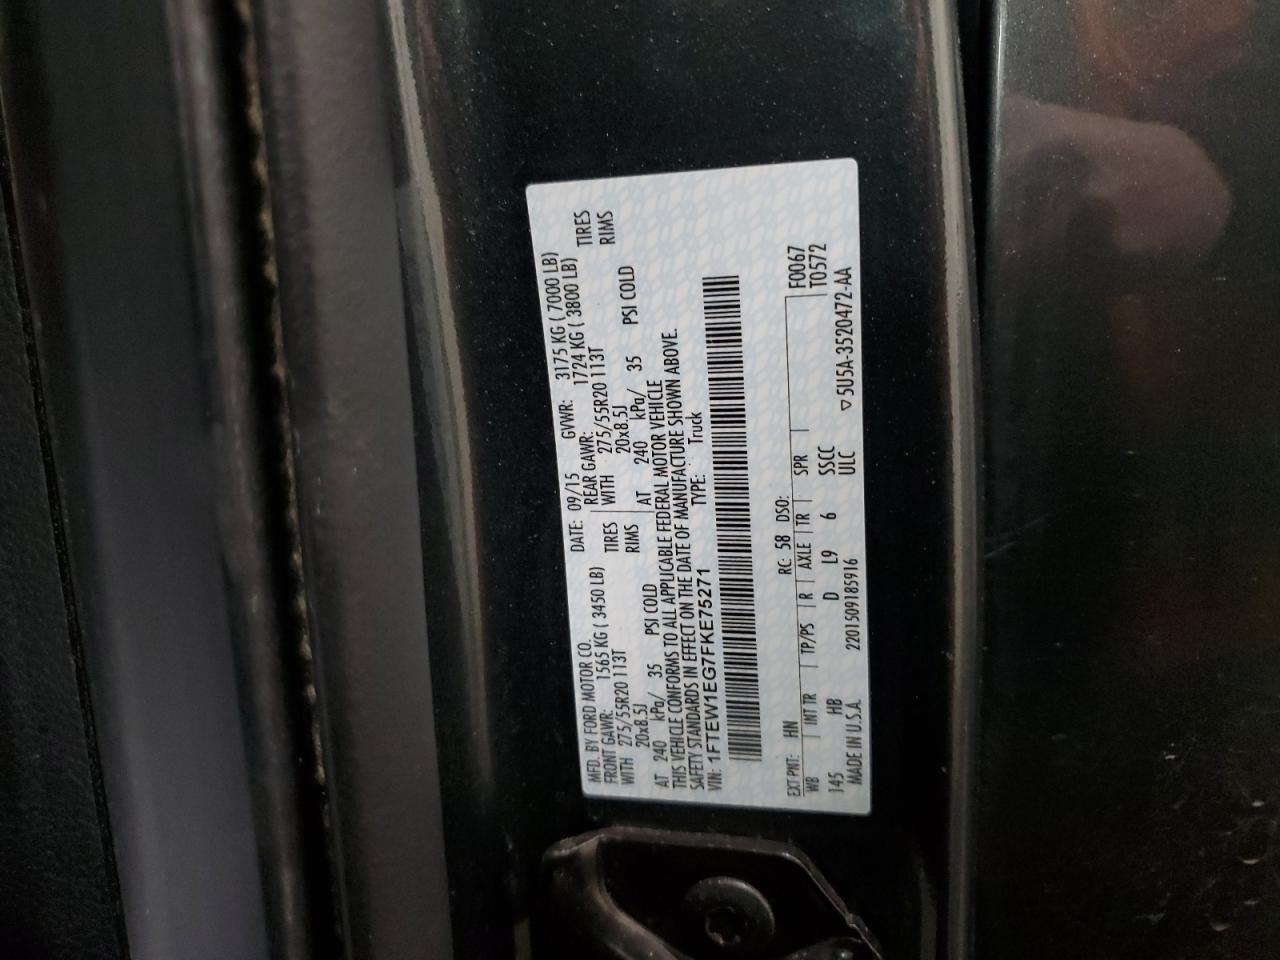 MFD. BY FORD MOTOR CO. DATE: 09/15 GVWR: 3175 KG ( 7000 LB)
FRONT GAWR: 1565 KG ( 3450 LB) REAR GAWR: 1724 KG ( 3800 LB)
WITH 275/55R20 113T TIRES WITH 275/55R20 113T TIRES
20x8.5J RIMS 20x8.5J RIMS
AT 240 kPa/ 35 PSI COLD AT 240 kPa/ 35 PSI COLD
THIS VEHICLE CONFORMS TO ALL APPLICABLE FEDERAL MOTOR VEHICLE
SAFETY STANDARDS IN EFFECT ON THE DATE OF MANUFACTURE SHOWN ABOVE.
VIN: 1FTEW1EG7FKE75271 TYPE: Truck
EXT PNT: HN RC: 58 DSO: F0067
WB INT TR TP/PS R AXLE TR SPR T0572
145 HB D L9 6 SSCC
MADE IN U.S.A. 2201509185916 ULC ▽5U5A-3520472-AA